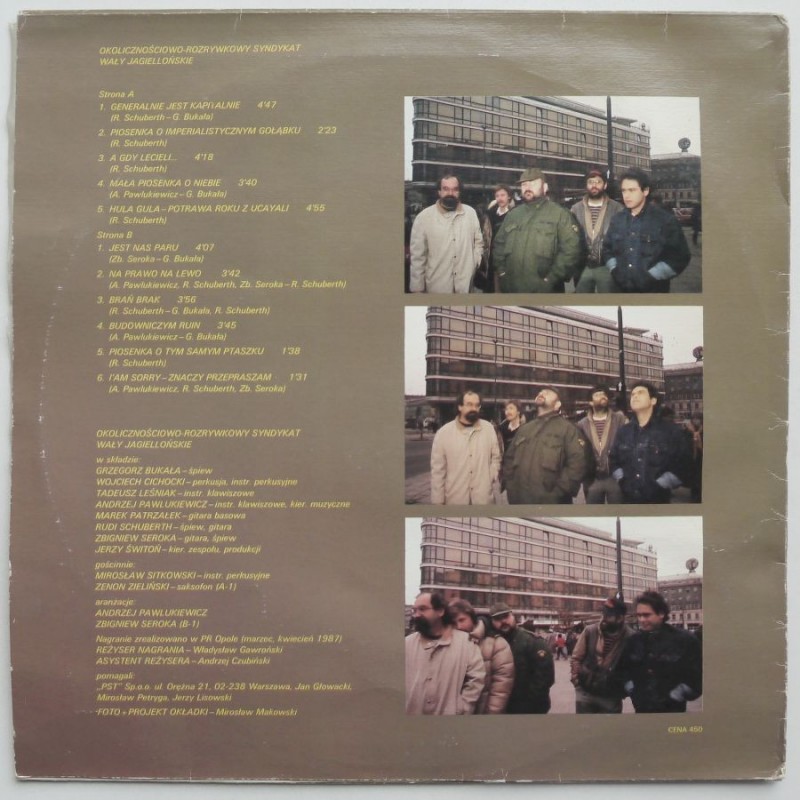 OKOLICZNOŚCIOWO-ROZRYWKOWY SYNDYKAT
WAŁY JAGIELLOŃSKIE
Strona A
1. GENERALNIE JEST KAPITALNIE 4'47
(R. Schuberth – G. Bukała)
2. PIOSENKA O IMPERIALISTYCZNYM GOŁĄBKU 2'23
(R. Schuberth)
3. A GDY LECIELI... 4'18
(R. Schuberth)
4. MAŁA PIOSENKA O NIEBIE 3'40
(A. Pawlukiewicz – G. Bukała)
5. HULA GULA – POTRAWA ROKU Z UCAYALI 4'55
(R. Schuberth)
Strona B
1. JEST NAS PARU 4'07
(Zb. Seroka – G. Bukała)
2. NA PRAWO NA LEWO 3'42
(A. Pawlukiewicz, R. Schuberth, Zb. Seroka – R. Schuberth)
3. BRAŃ BRAK 3'56
(R. Schuberth – G. Bukała, R. Schuberth)
4. BUDOWNICZYM RUIN 3'45
(A. Pawlukiewicz – G. Bukała)
5. PIOSENKA O TYM SAMYM PTASZKU 1'38
(R. Schuberth)
6. I'AM SORRY – ZNACZY PRZEPRASZAM 1'31
(A. Pawlukiewicz, R. Schuberth, Zb. Seroka)
OKOLICZNOŚCIOWO-ROZRYWKOWY SYNDYKAT
WAŁY JAGIELLOŃSKIE
w składzie:
GRZEGORZ BUKAŁA – śpiew
WOJCIECH CICHOCKI – perkusja, instr. perkusyjne
TADEUSZ LEŚNIAK – instr. klawiszowe
ANDRZEJ PAWLUKIEWICZ – instr. klawiszowe, kier. muzyczne
MAREK PATRZAŁEK – gitara basowa
RUDI SCHUBERTH – śpiew, gitara
ZBIGNIEW SEROKA – gitara, śpiew
JERZY ŚWITOŃ – kier. zespołu, produkcji
gościnnie:
MIROSŁAW SITKOWSKI – instr. perkusyjne
ZENON ZIELIŃSKI – saksofon (A-1)
aranżacje:
ANDRZEJ PAWLUKIEWICZ
ZBIGNIEW SEROKA (B-1)
Nagranie zrealizowano w PR Opole (marzec, kwiecień 1987)
REŻYSER NAGRANIA – Władysław Gawroński
ASYSTENT REŻYSERA – Andrzej Czubiński
pomagali:
„PST” Sp.o.o. ul. Orężna 21, 02-238 Warszawa, Jan Głowacki,
Mirosław Petryga, Jerzy Lisowski
FOTO + PROJEKT OKŁADKI – Mirosław Makowski
CENA 450